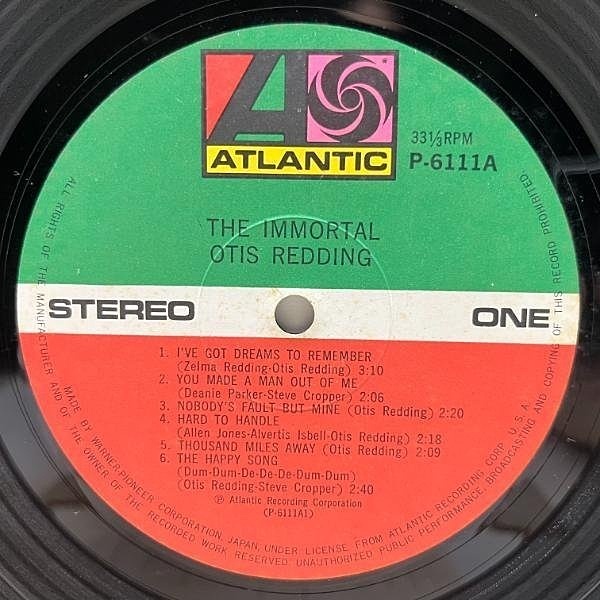 ATLANTIC
33⅓RPM
P-6111A
THE IMMORTAL
OTIS REDDING
STEREO
ONE
1. I'VE GOT DREAMS TO REMEMBER
(Zelma Redding-Otis Redding) 3:10
2. YOU MADE A MAN OUT OF ME
(Deanie Parker-Steve Cropper) 2:06
3. NOBODY'S FAULT BUT MINE (Otis Redding) 2:20
4. HARD TO HANDLE
(Allen Jones-Alvertis Isbell-Otis Redding) 2:18
5. THOUSAND MILES AWAY (Otis Redding) 2:09
6. THE HAPPY SONG
(Dum-Dum-De-De-De-Dum-Dum)
(Otis Redding-Steve Cropper) 2:40
℗ Atlantic Recording Corporation
(P-6111A1)
MADE BY WARNER-PIONEER CORPORATION, JAPAN, UNDER LICENSE FROM ATLANTIC RECORDING CORP. U.S.A.
ALL RIGHTS OF THE MANUFACTURER AND OF THE OWNER OF THE RECORDED WORK RESERVED. UNAUTHORIZED PUBLIC PERFORMANCE, BROADCASTING AND COPYING OF THIS RECORD PROHIBITED